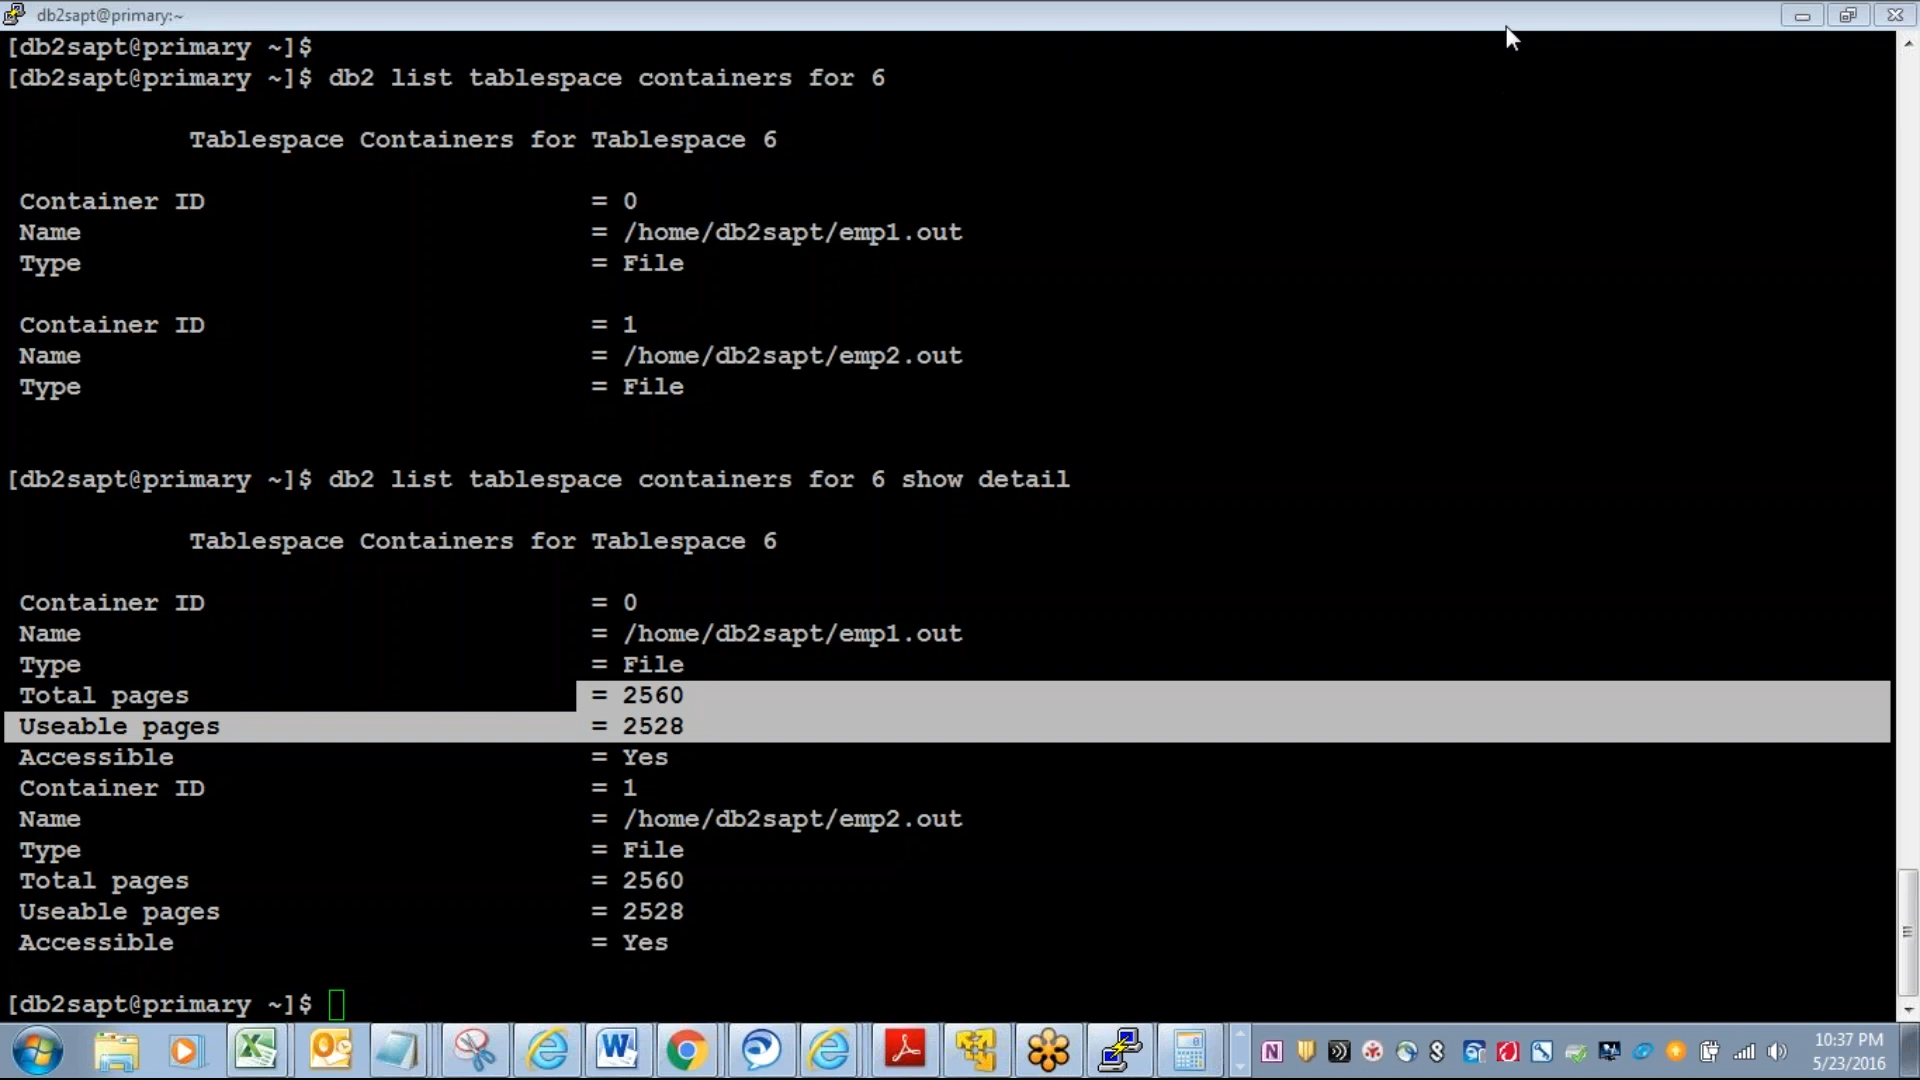 db2sapt@primary:~
[db2sapt@primary ~]$
[db2sapt@primary ~]$ db2 list tablespace containers for 6
Tablespace Containers for Tablespace 6
Container ID = 0
Name = /home/db2sapt/emp1.out
Type = File
Container ID = 1
Name = /home/db2sapt/emp2.out
Type = File
[db2sapt@primary ~]$ db2 list tablespace containers for 6 show detail
Tablespace Containers for Tablespace 6
Container ID = 0
Name = /home/db2sapt/emp1.out
Type = File
Total pages = 2560
Useable pages = 2528
Accessible = Yes
Container ID = 1
Name = /home/db2sapt/emp2.out
Type = File
Total pages = 2560
Useable pages = 2528
Accessible = Yes
[db2sapt@primary ~]$
10:37 PM
5/23/2016